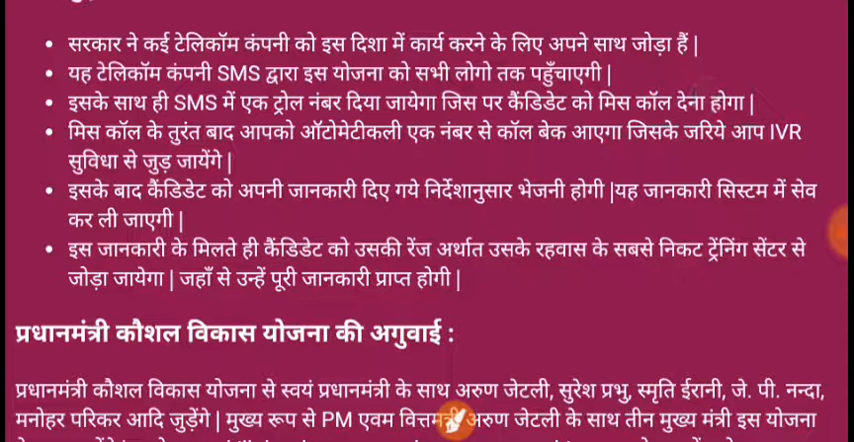 • सरकार ने कई टेलिकॉम कंपनी को इस दिशा में कार्य करने के लिए अपने साथ जोड़ा हैं |
• यह टेलिकॉम कंपनी SMS द्वारा इस योजना को सभी लोगो तक पहुँचाएगी |
• इसके साथ ही SMS में एक ट्रोल नंबर दिया जायेगा जिस पर कैंडिडेट को मिस कॉल देना होगा |
• मिस कॉल के तुरंत बाद आपको ऑटोमेटीकली एक नंबर से कॉल बेक आएगा जिसके जरिये आप IVR
सुविधा से जुड़ जायेंगे |
• इसके बाद कैंडिडेट को अपनी जानकारी दिए गये निर्देशानुसार भेजनी होगी |यह जानकारी सिस्टम में सेव
कर ली जाएगी |
• इस जानकारी के मिलते ही कैंडिडेट को उसकी रेंज अर्थात उसके रहवास के सबसे निकट ट्रेंनिंग सेंटर से
जोड़ा जायेगा | जहाँ से उन्हें पूरी जानकारी प्राप्त होगी |
प्रधानमंत्री कौशल विकास योजना की अगुवाई :
प्रधानमंत्री कौशल विकास योजना से स्वयं प्रधानमंत्री के साथ अरुण जेटली, सुरेश प्रभु, स्मृति ईरानी, जे. पी. नन्दा,
मनोहर परिकर आदि जुड़ेंगे | मुख्य रूप से PM एवम वित्तमंत्री अरुण जेटली के साथ तीन मुख्य मंत्री इस योजना